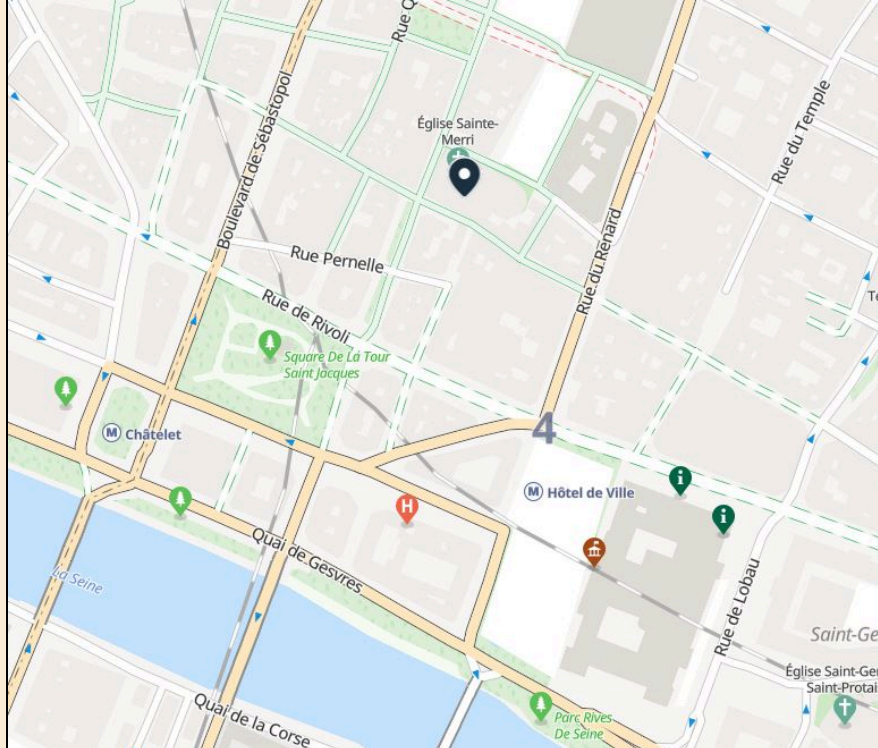 Rue Q
Église Sainte-
Merri
Rue du Temple
Boulevard de Sébastopol
Rue du Renard
Rue Pernelle
Rue de Rivoli
Te
Square De La Tour
Saint Jacques
M Châtelet
4
M Hôtel de Ville
i
i
H
Quai de Gesvres
La Seine
Rue de Lobau
Saint-Ge
Église Saint-Ger
Saint-Protai
Quai de la Corse
Parc Rives
De Seine